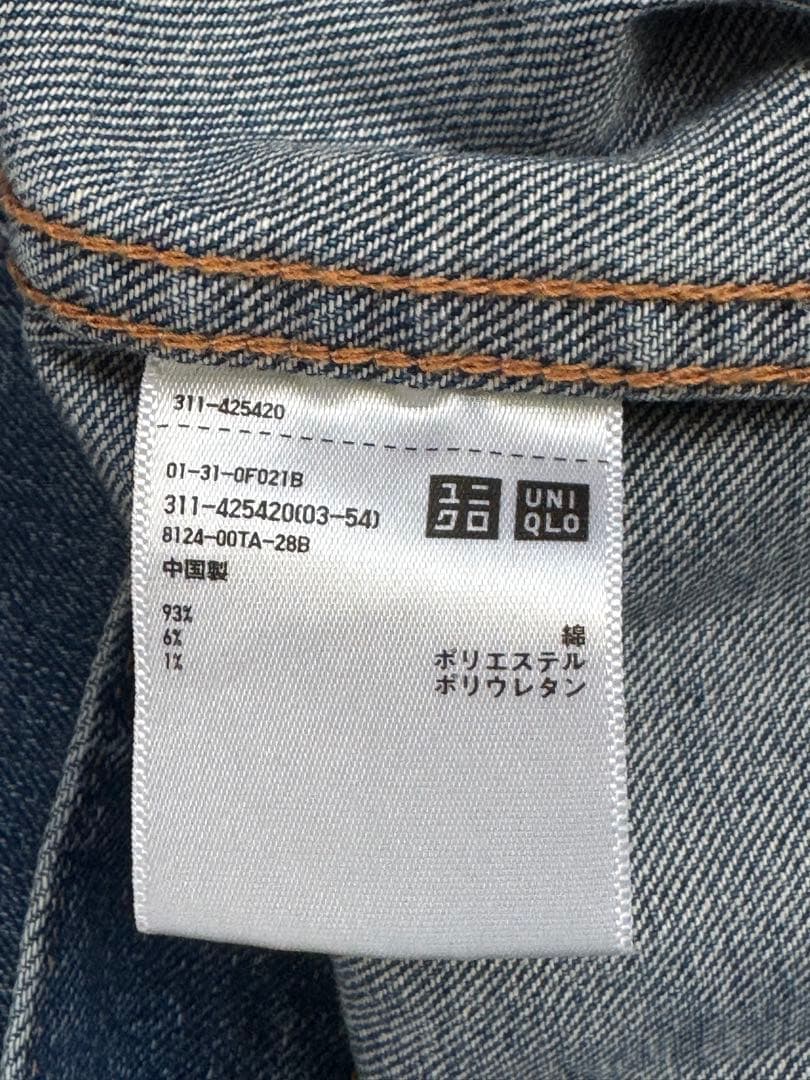 311-425420
01-31-0F021B
311-425420(03-54)
8124-00TA-28B
中国製
ユニ
クロ
UNI
QLO
93% 綿
6% ポリエステル
1% ポリウレタン